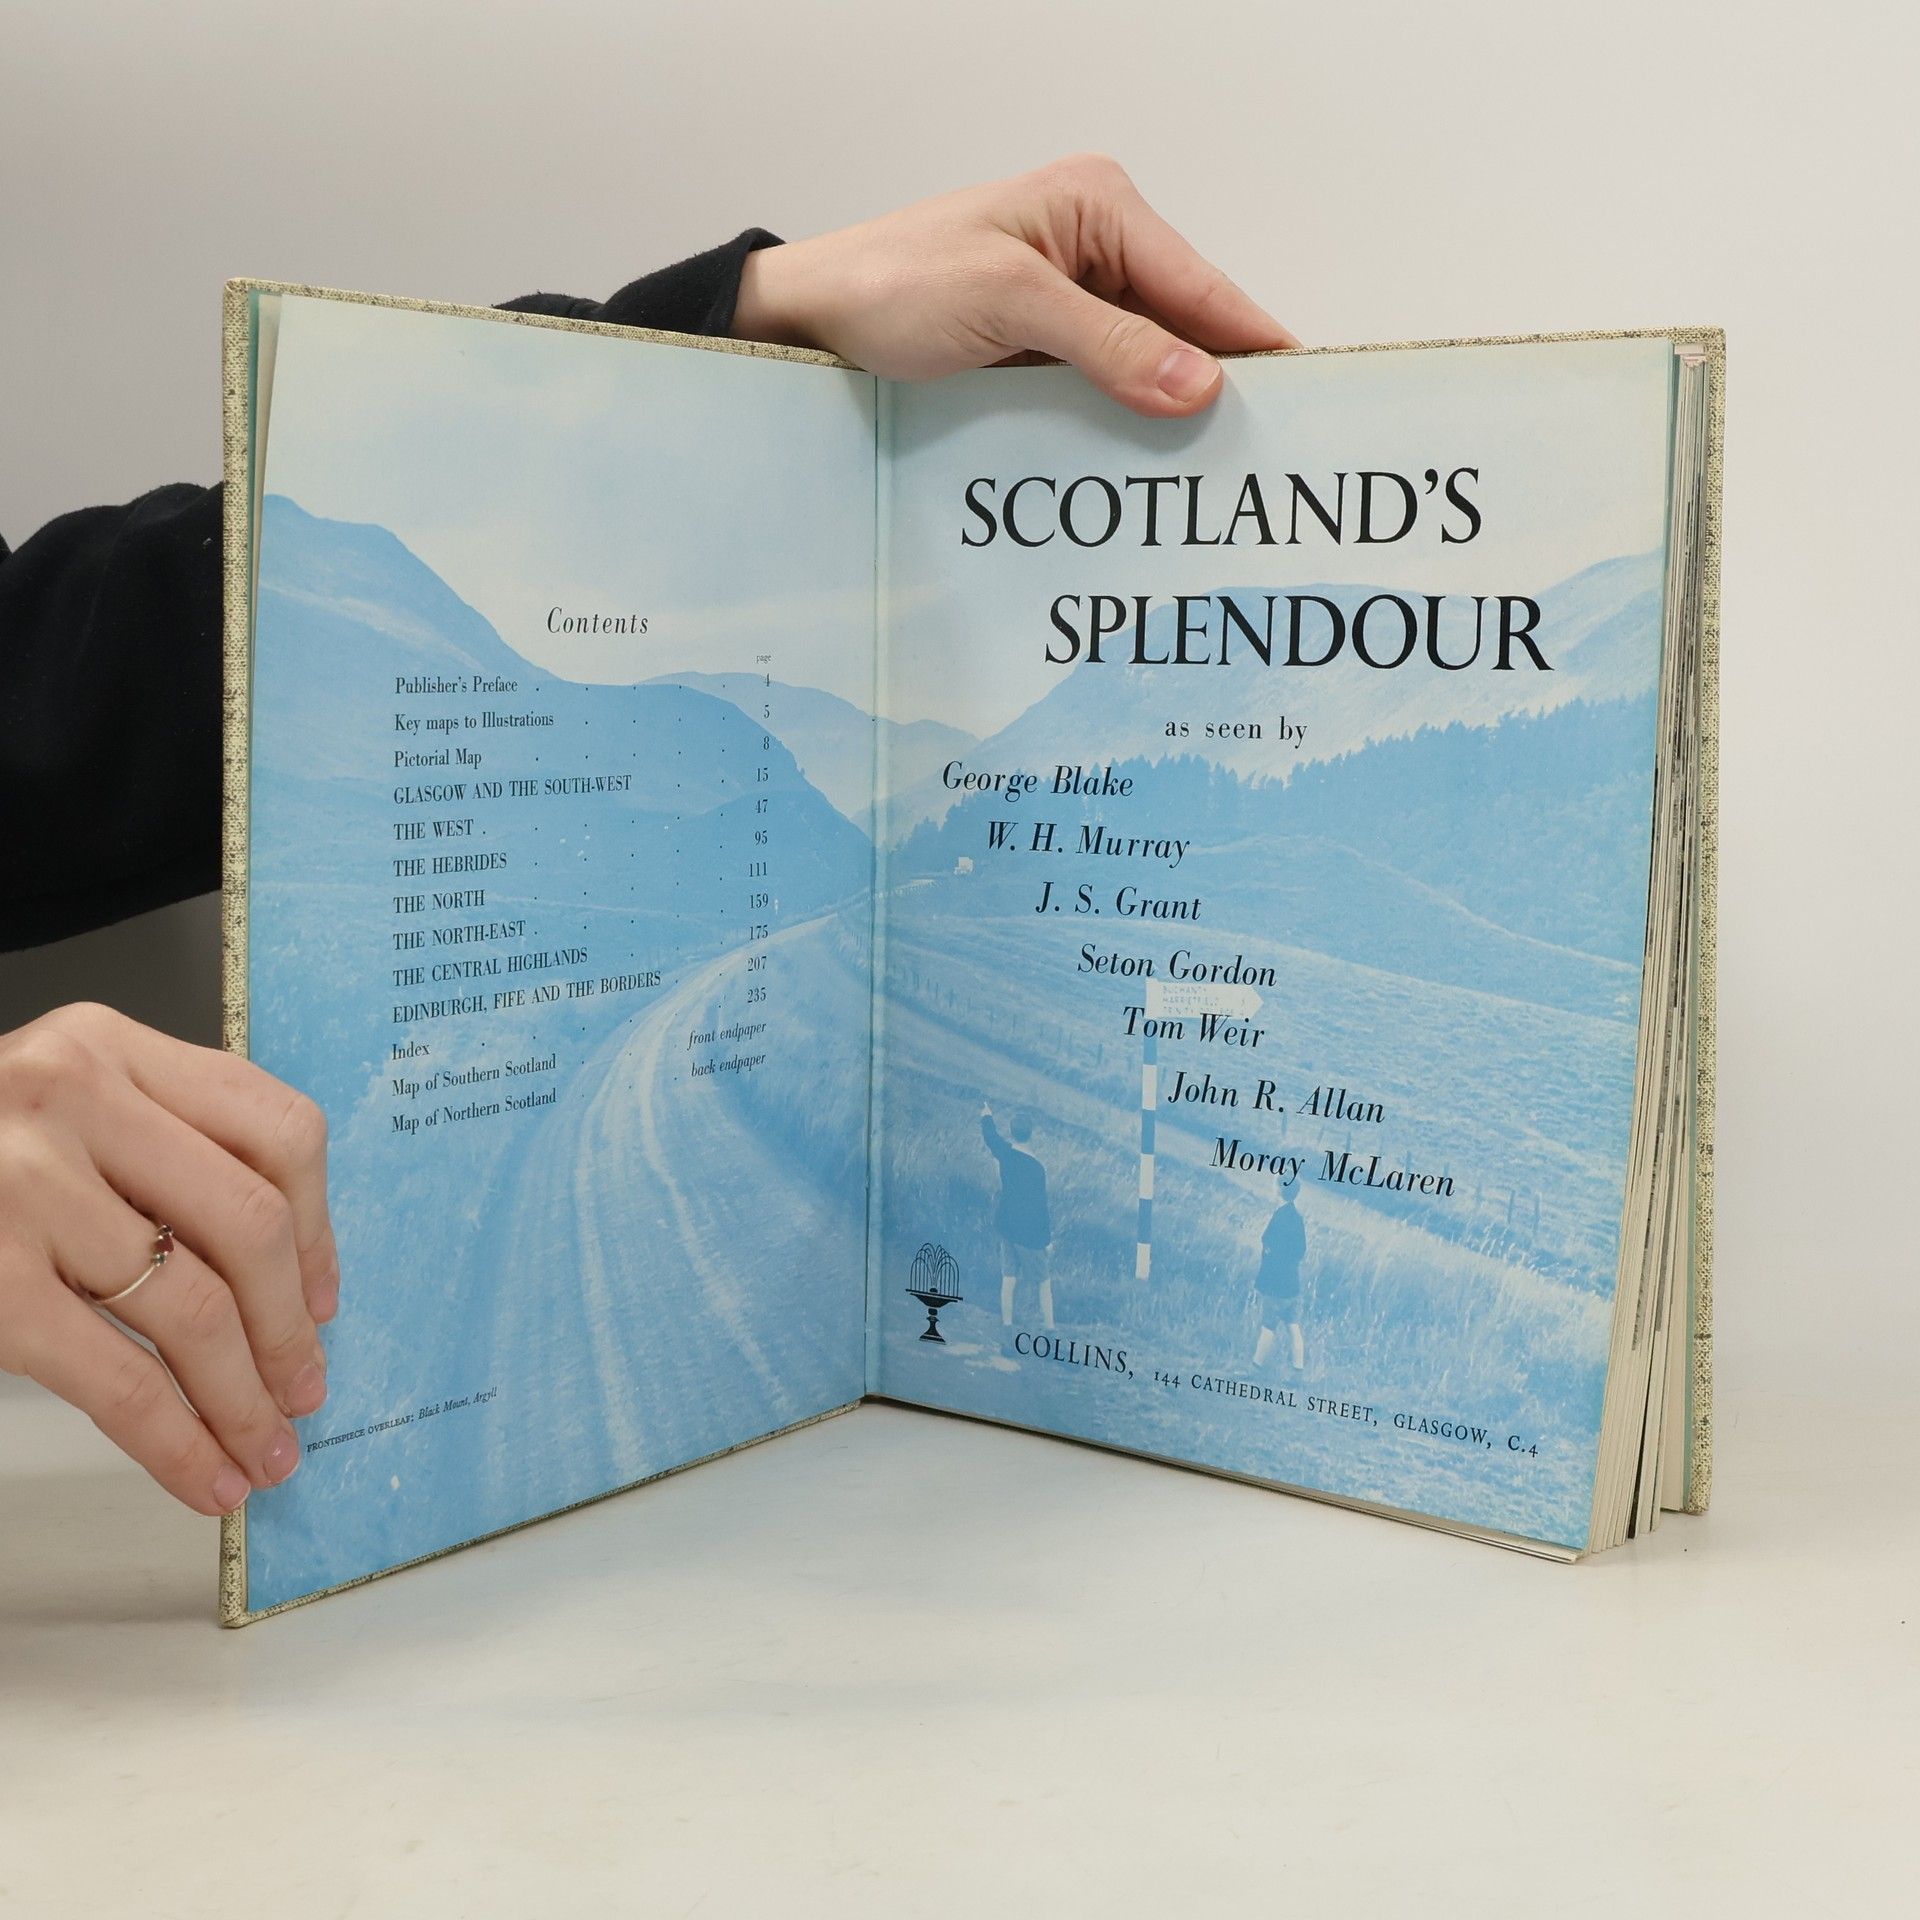 Contents
page
Publisher's Preface . . . . . 4
Key maps to Illustrations . . . . 5
Pictorial Map . . . . . 8
GLASGOW AND THE SOUTH-WEST . . 15
THE WEST . . . . . . 47
THE HEBRIDES . . . . . 95
THE NORTH . . . . . 111
THE NORTH-EAST . . . . . 159
THE CENTRAL HIGHLANDS . . . 175
EDINBURGH, FIFE AND THE BORDERS . . 207
Index . . . . . . 235
Map of Southern Scotland . . . front endpaper
Map of Northern Scotland . . . back endpaper
FRONTISPIECE OVERLEAF: Black Mount, Argyll
SCOTLAND'S
SPLENDOUR
as seen by
George Blake
W. H. Murray
J. S. Grant
Seton Gordon
BUCHANTY
HARRIETFIELD
Tom Weir
John R. Allan
Moray McLaren
COLLINS, 144 CATHEDRAL STREET, GLASGOW, C.4